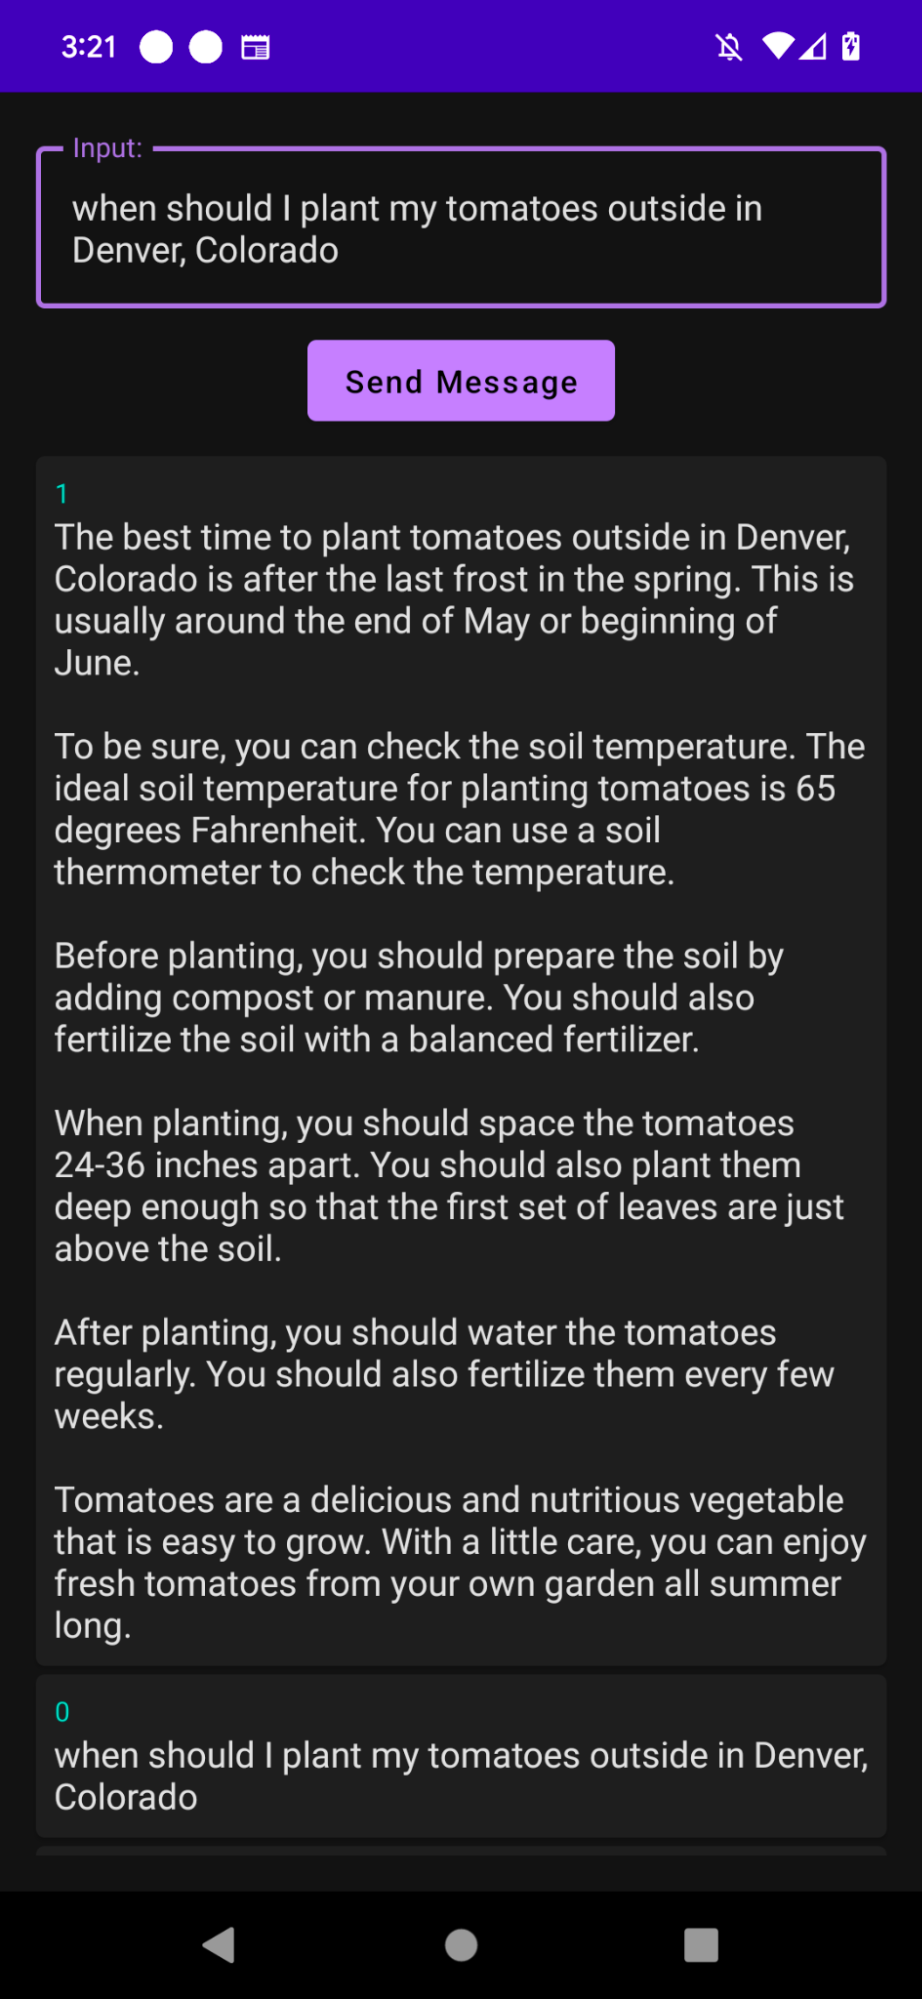 3:21
Input:
when should I plant my tomatoes outside in
Denver, Colorado
Send Message
1
The best time to plant tomatoes outside in Denver,
Colorado is after the last frost in the spring. This is
usually around the end of May or beginning of
June.
To be sure, you can check the soil temperature. The
ideal soil temperature for planting tomatoes is 65
degrees Fahrenheit. You can use a soil
thermometer to check the temperature.
Before planting, you should prepare the soil by
adding compost or manure. You should also
fertilize the soil with a balanced fertilizer.
When planting, you should space the tomatoes
24-36 inches apart. You should also plant them
deep enough so that the first set of leaves are just
above the soil.
After planting, you should water the tomatoes
regularly. You should also fertilize them every few
weeks.
Tomatoes are a delicious and nutritious vegetable
that is easy to grow. With a little care, you can enjoy
fresh tomatoes from your own garden all summer
long.
0
when should I plant my tomatoes outside in Denver,
Colorado